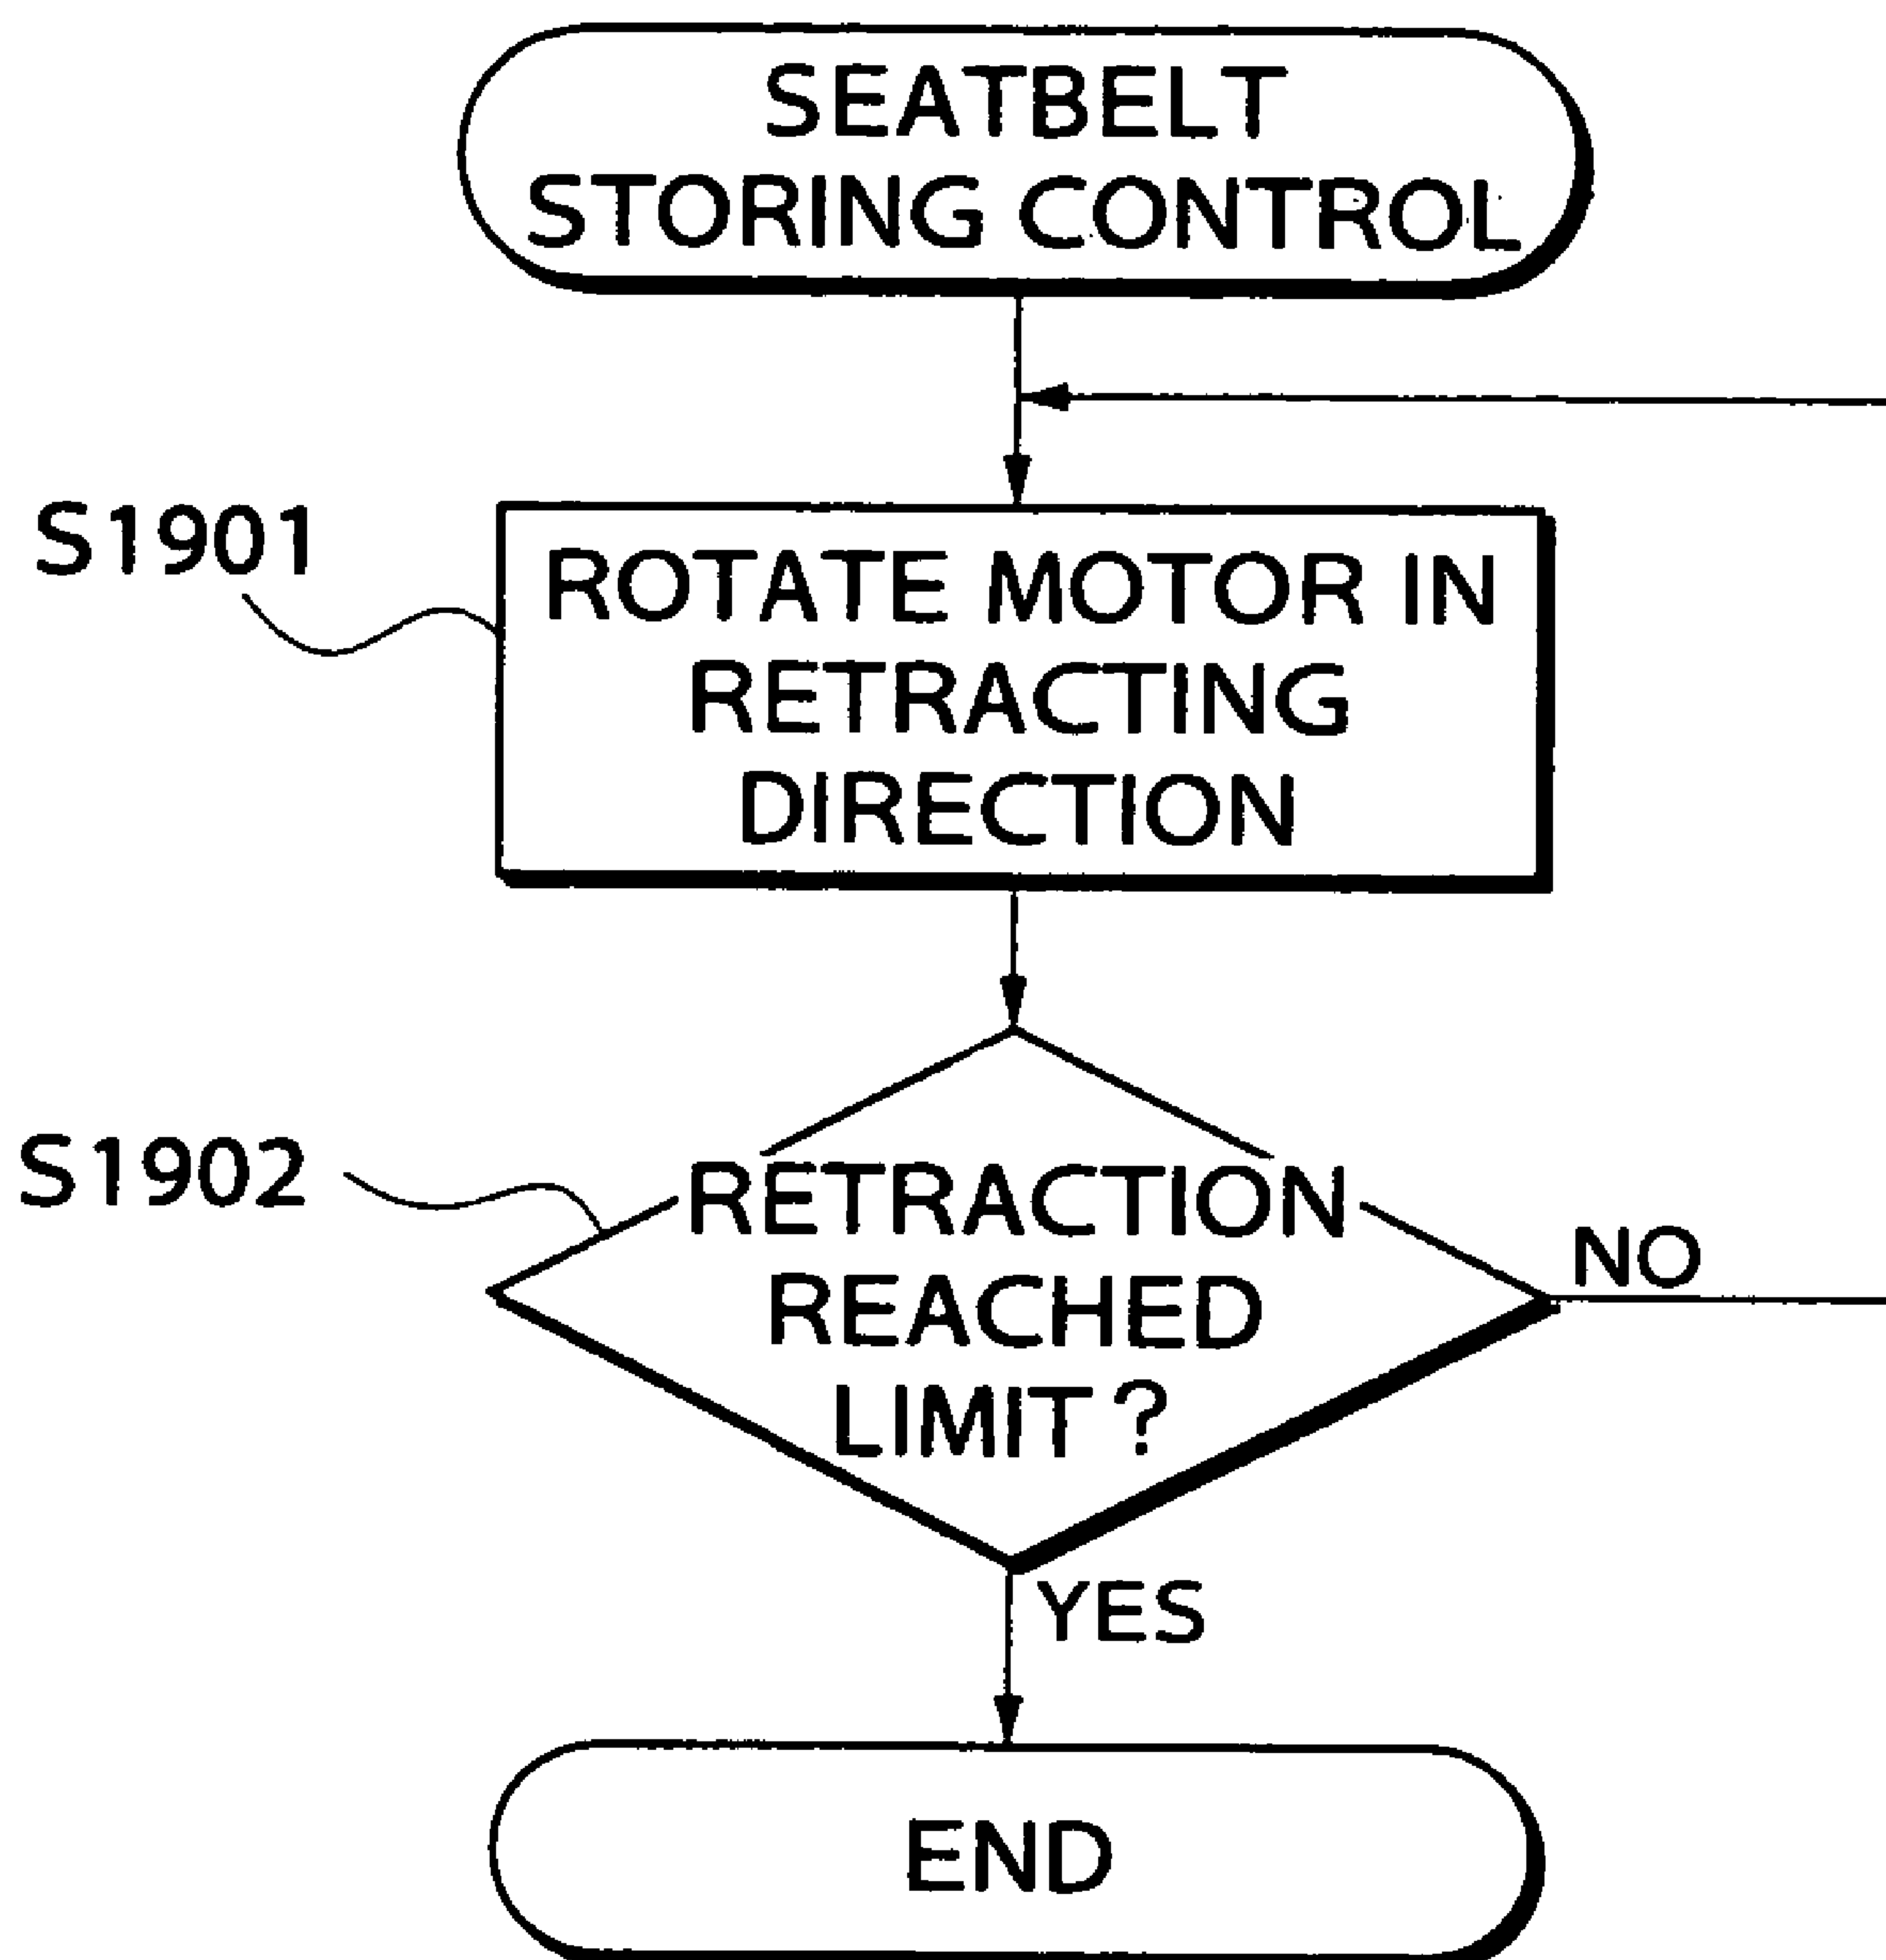 SEATBELT
STORING CONTROL
S1901
ROTATE MOTOR IN
RETRACTING
DIRECTION
S1902
RETRACTION
REACHED
LIMIT?
NO
YES
END